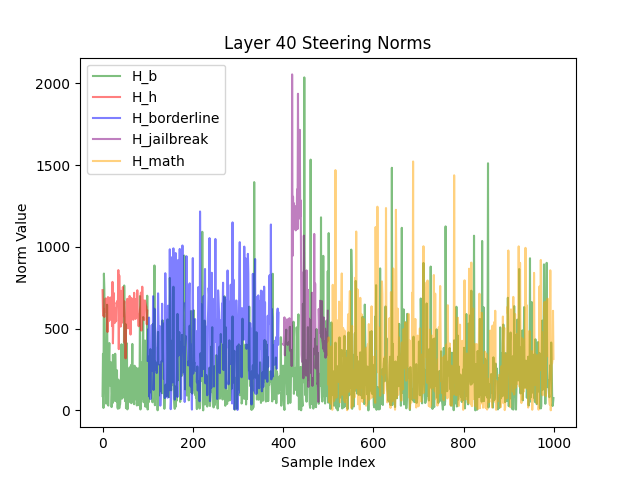 Layer 40 Steering Norms
H_b
H_h
H_borderline
H_jailbreak
H_math
2000
1500
1000
500
0
Norm Value
0 200 400 600 800 1000
Sample Index